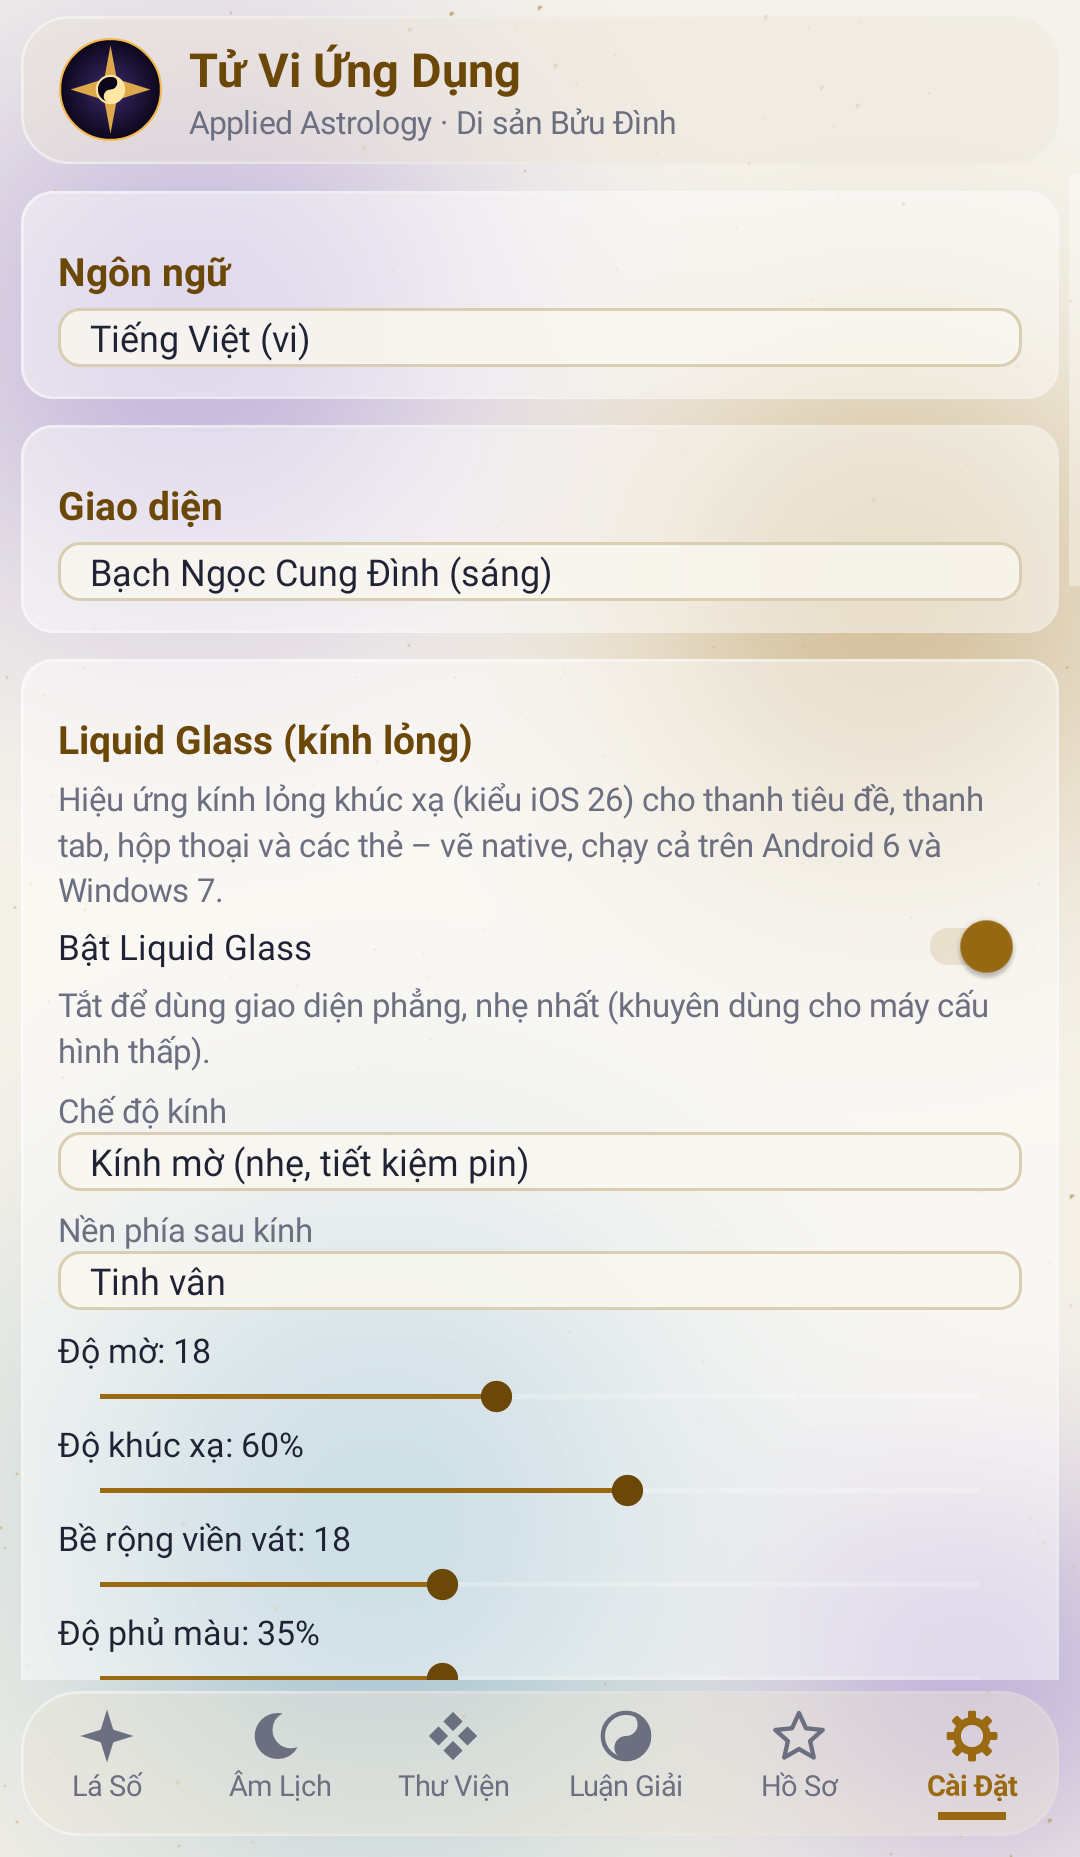 Tử Vi Ứng Dụng
Applied Astrology · Di sản Bửu Đình
Ngôn ngữ
Tiếng Việt (vi)
Giao diện
Bạch Ngọc Cung Đình (sáng)
Liquid Glass (kính lỏng)
Hiệu ứng kính lỏng khúc xạ (kiểu iOS 26) cho thanh tiêu đề, thanh
tab, hộp thoại và các thẻ – vẽ native, chạy cả trên Android 6 và
Windows 7.
Bật Liquid Glass
Tắt để dùng giao diện phẳng, nhẹ nhất (khuyên dùng cho máy cấu
hình thấp).
Chế độ kính
Kính mờ (nhẹ, tiết kiệm pin)
Nền phía sau kính
Tinh vân
Độ mờ: 18
Độ khúc xạ: 60%
Bề rộng viền vát: 18
Độ phủ màu: 35%
Lá Số
Âm Lịch
Thư Viện
Luận Giải
Hồ Sơ
Cài Đặt